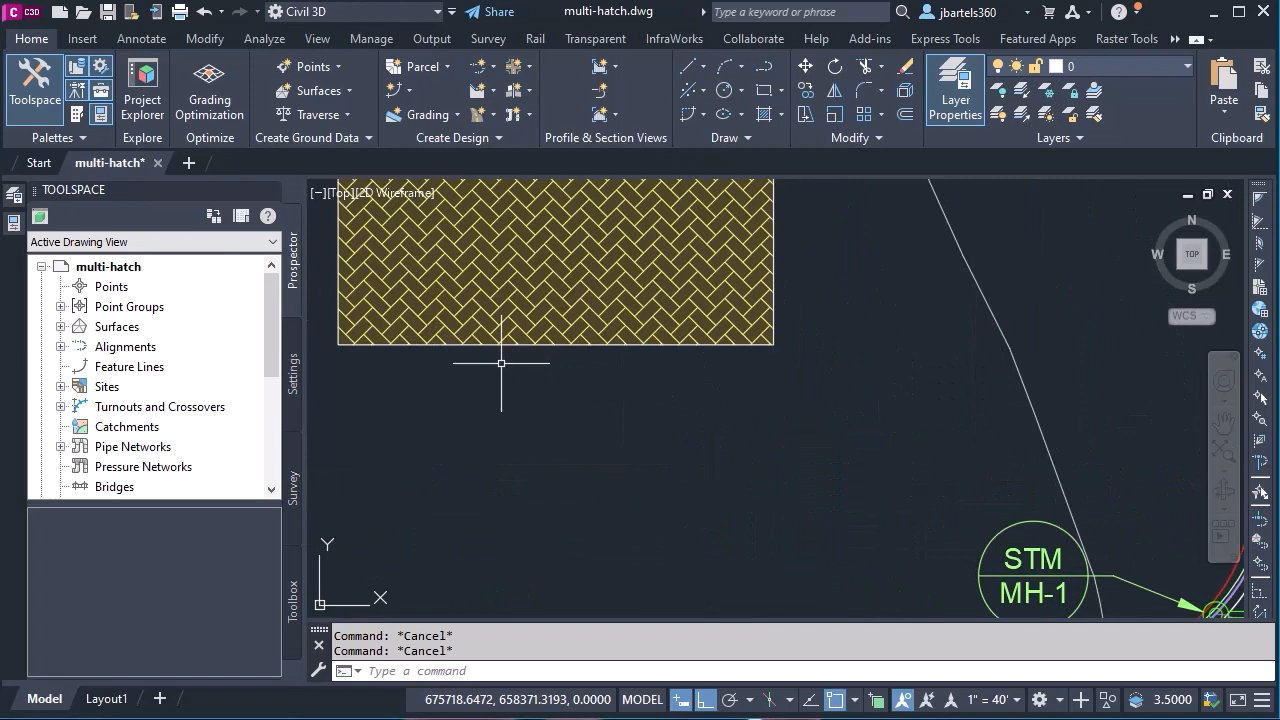 C3D
Civil 3D
Share
multi-hatch.dwg
Type a keyword or phrase
jbartels360
Home
Insert
Annotate
Modify
Analyze
View
Manage
Output
Survey
Rail
Transparent
InfraWorks
Collaborate
Help
Add-ins
Express Tools
Featured Apps
Raster Tools
Toolspace
Palettes
Project
Explorer
Explore
Grading
Optimization
Optimize
Points
Surfaces
Traverse
Create Ground Data
Parcel
Grading
Create Design
Profile & Section Views
Draw
Modify
Layer
Properties
0
Layers
Paste
Clipboard
Start
multi-hatch*
TOOLSPACE
Active Drawing View
multi-hatch
Points
Point Groups
Surfaces
Alignments
Feature Lines
Sites
Turnouts and Crossovers
Catchments
Pipe Networks
Pressure Networks
Bridges
Prospector
Settings
Survey
Toolbox
[−][Top][2D Wireframe]
N
W
TOP
E
S
WCS
STM
MH-1
Y
X
Command: *Cancel*
Command: *Cancel*
Type a command
Model
Layout1
675718.6472, 658371.3193, 0.0000
MODEL
1" = 40'
3.5000